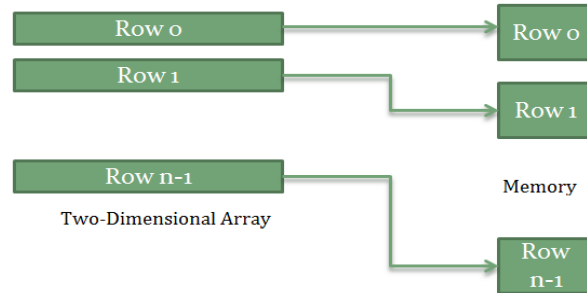 Row 0
Row 0
Row 1
Row 1
Row n-1
Memory
Two-Dimensional Array
Row
n-1